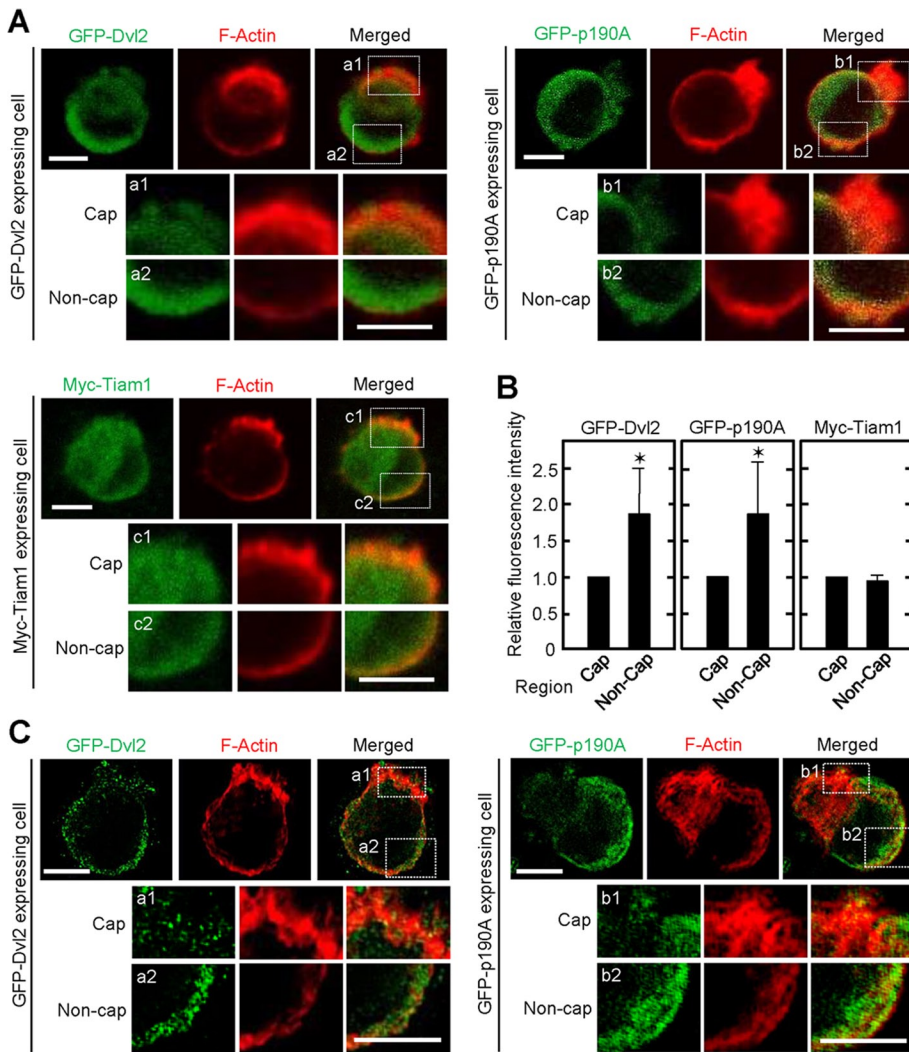 A
GFP-Dvl2 F-Actin Merged
GFP-Dvl2 expressing cell
a1
a2
a1
Cap
a2
Non-cap
GFP-p190A F-Actin Merged
GFP-p190A expressing cell
b1
b2
b1
Cap
b2
Non-cap
Myc-Tiam1 F-Actin Merged
Myc-Tiam1 expressing cell
c1
c2
c1
Cap
c2
Non-cap
B
GFP-Dvl2 GFP-p190A Myc-Tiam1
Relative fluorescence intensity
2.5
2.0
1.5
1.0
0.5
0
* *
Region
Cap Non-Cap Cap Non-Cap Cap Non-Cap
C
GFP-Dvl2 F-Actin Merged
GFP-Dvl2 expressing cell
a1
a2
a1
Cap
a2
Non-cap
GFP-p190A F-Actin Merged
GFP-p190A expressing cell
b1
b2
b1
Cap
b2
Non-cap